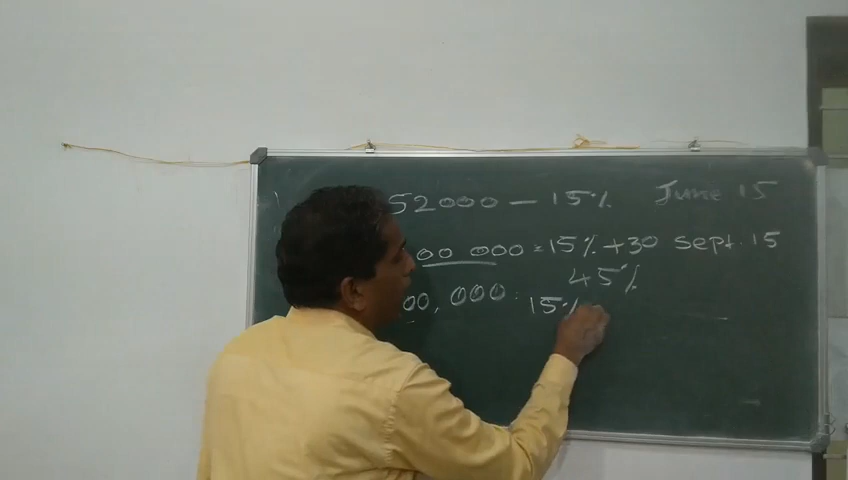 52000 - 15% June 15
00 000 = 15% + 30 Sept. 15
45%
00,000: 15%